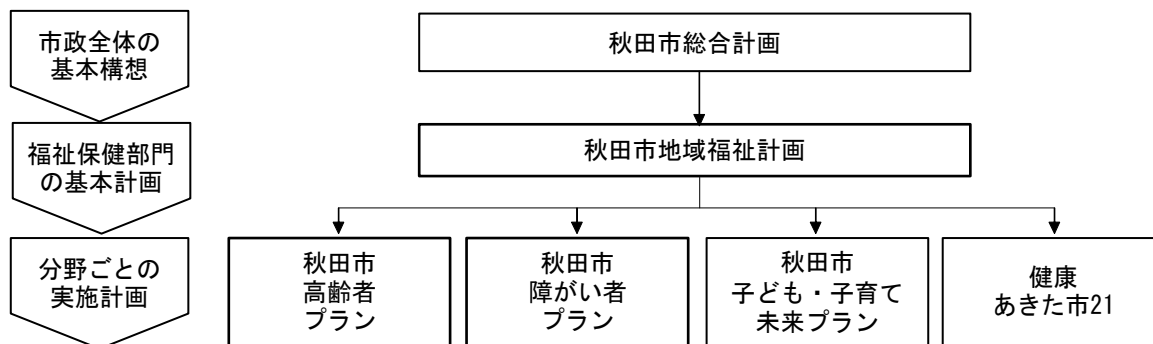 市政全体の
基本構想
秋田市総合計画
福祉保健部門
の基本計画
秋田市地域福祉計画
分野ごとの
実施計画
秋田市
高齢者
プラン
秋田市
障がい者
プラン
秋田市
子ども・子育て
未来プラン
健康
あきた市21